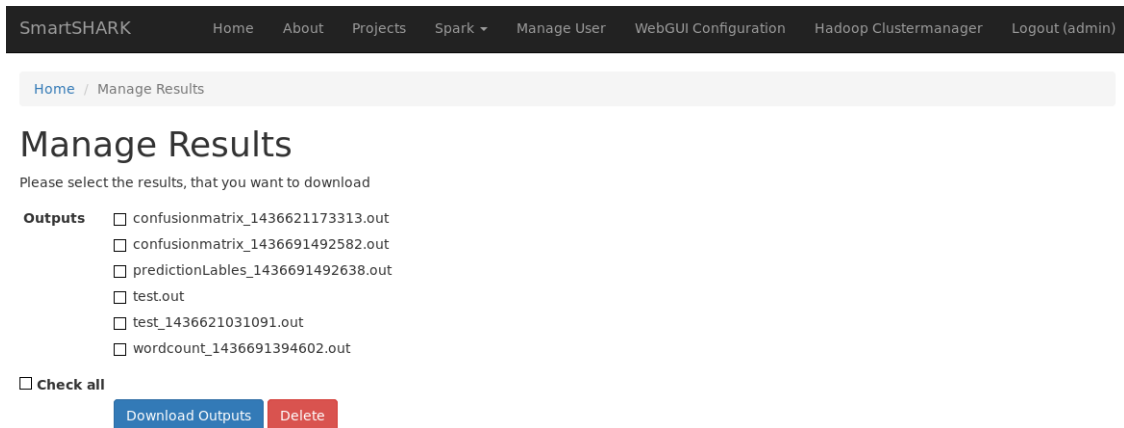 SmartSHARK Home About Projects Spark Manage User WebGUI Configuration Hadoop Clustermanager Logout (admin)
Home / Manage Results
Manage Results
Please select the results, that you want to download
Outputs confusionmatrix_1436621173313.out
confusionmatrix_1436691492582.out
predictionLables_1436691492638.out
test.out
test_1436621031091.out
wordcount_1436691394602.out
Check all
Download Outputs Delete